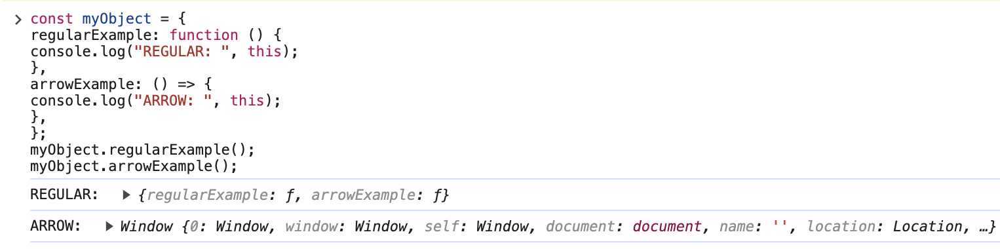 > const myObject = {
regularExample: function () {
console.log("REGULAR: ", this);
},
arrowExample: () => {
console.log("ARROW: ", this);
},
};
myObject.regularExample();
myObject.arrowExample();
REGULAR: ▶ {regularExample: ƒ, arrowExample: ƒ}
ARROW: ▶ Window {0: Window, window: Window, self: Window, document: document, name: '', location: Location, …}